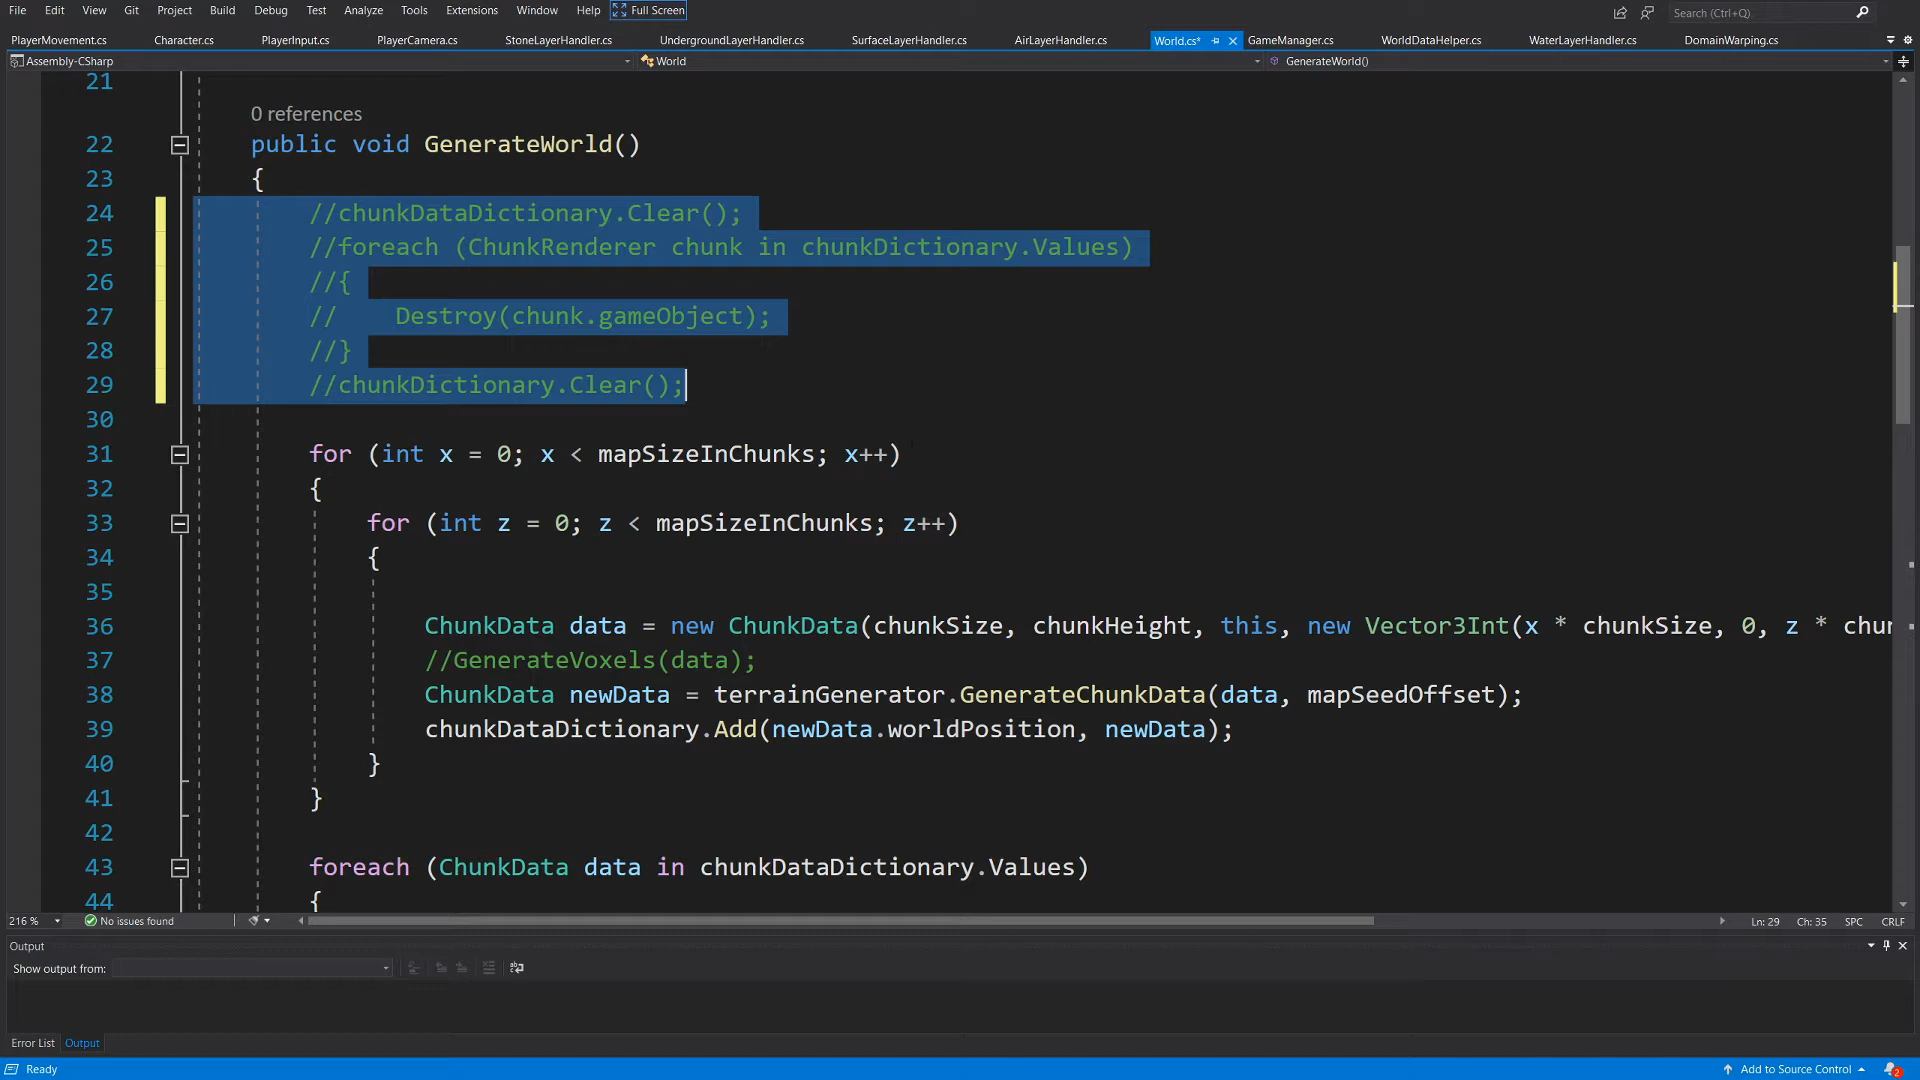 File Edit View Git Project Build Debug Test Analyze Tools Extensions Window Help Full Screen Search (Ctrl+Q)
PlayerMovement.cs Character.cs PlayerInput.cs PlayerCamera.cs StoneLayerHandler.cs UndergroundLayerHandler.cs SurfaceLayerHandler.cs AirLayerHandler.cs World.cs* GameManager.cs WorldDataHelper.cs WaterLayerHandler.cs DomainWarping.cs
Assembly-CSharp World GenerateWorld()
21
0 references
22 public void GenerateWorld()
23 {
24 //chunkDataDictionary.Clear();
25 //foreach (ChunkRenderer chunk in chunkDictionary.Values)
26 //{
27 //    Destroy(chunk.gameObject);
28 //}
29 //chunkDictionary.Clear();
30
31 for (int x = 0; x < mapSizeInChunks; x++)
32 {
33 for (int z = 0; z < mapSizeInChunks; z++)
34 {
35
36 ChunkData data = new ChunkData(chunkSize, chunkHeight, this, new Vector3Int(x * chunkSize, 0, z * chun
37 //GenerateVoxels(data);
38 ChunkData newData = terrainGenerator.GenerateChunkData(data, mapSeedOffset);
39 chunkDataDictionary.Add(newData.worldPosition, newData);
40 }
41 }
42
43 foreach (ChunkData data in chunkDataDictionary.Values)
44 {
216 % No issues found Ln: 29 Ch: 35 SPC CRLF
Output
Show output from:
Error List Output
Ready Add to Source Control 2